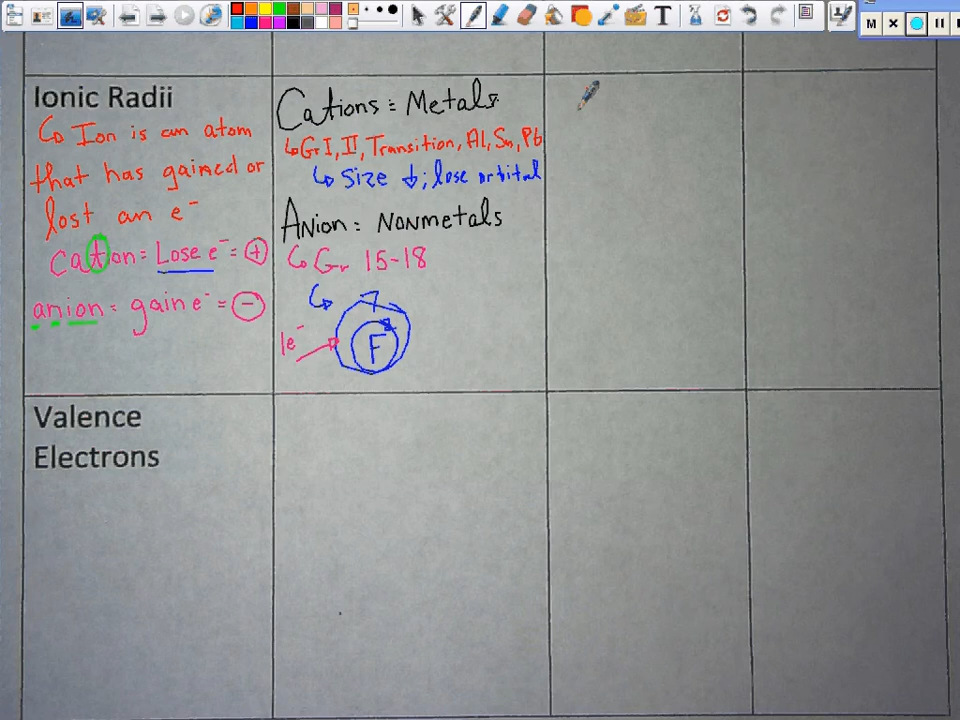 M
T
Ionic Radii
Ion is an atom
that has gained or
lost an e⁻
Cation = Lose e⁻ = +
anion = gain e⁻ = −
Cations = Metals
Gr I, II, Transition, Al, Sn, Pb
Size ↓; lose orbital
Anion = Nonmetals
Gr 15-18
7
2
F
1e⁻
Valence
Electrons